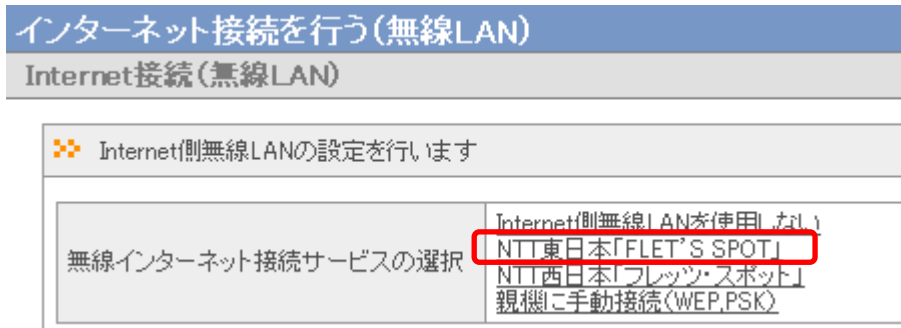 インターネット接続を行う(無線LAN)
Internet接続(無線LAN)
Internet側無線LANの設定を行います
無線インターネット接続サービスの選択
Internet側無線LANを使用しない
NTT東日本「FLET'S SPOT」
NTT西日本「フレッツ・スポット」
親機に手動接続(WEP,PSK)